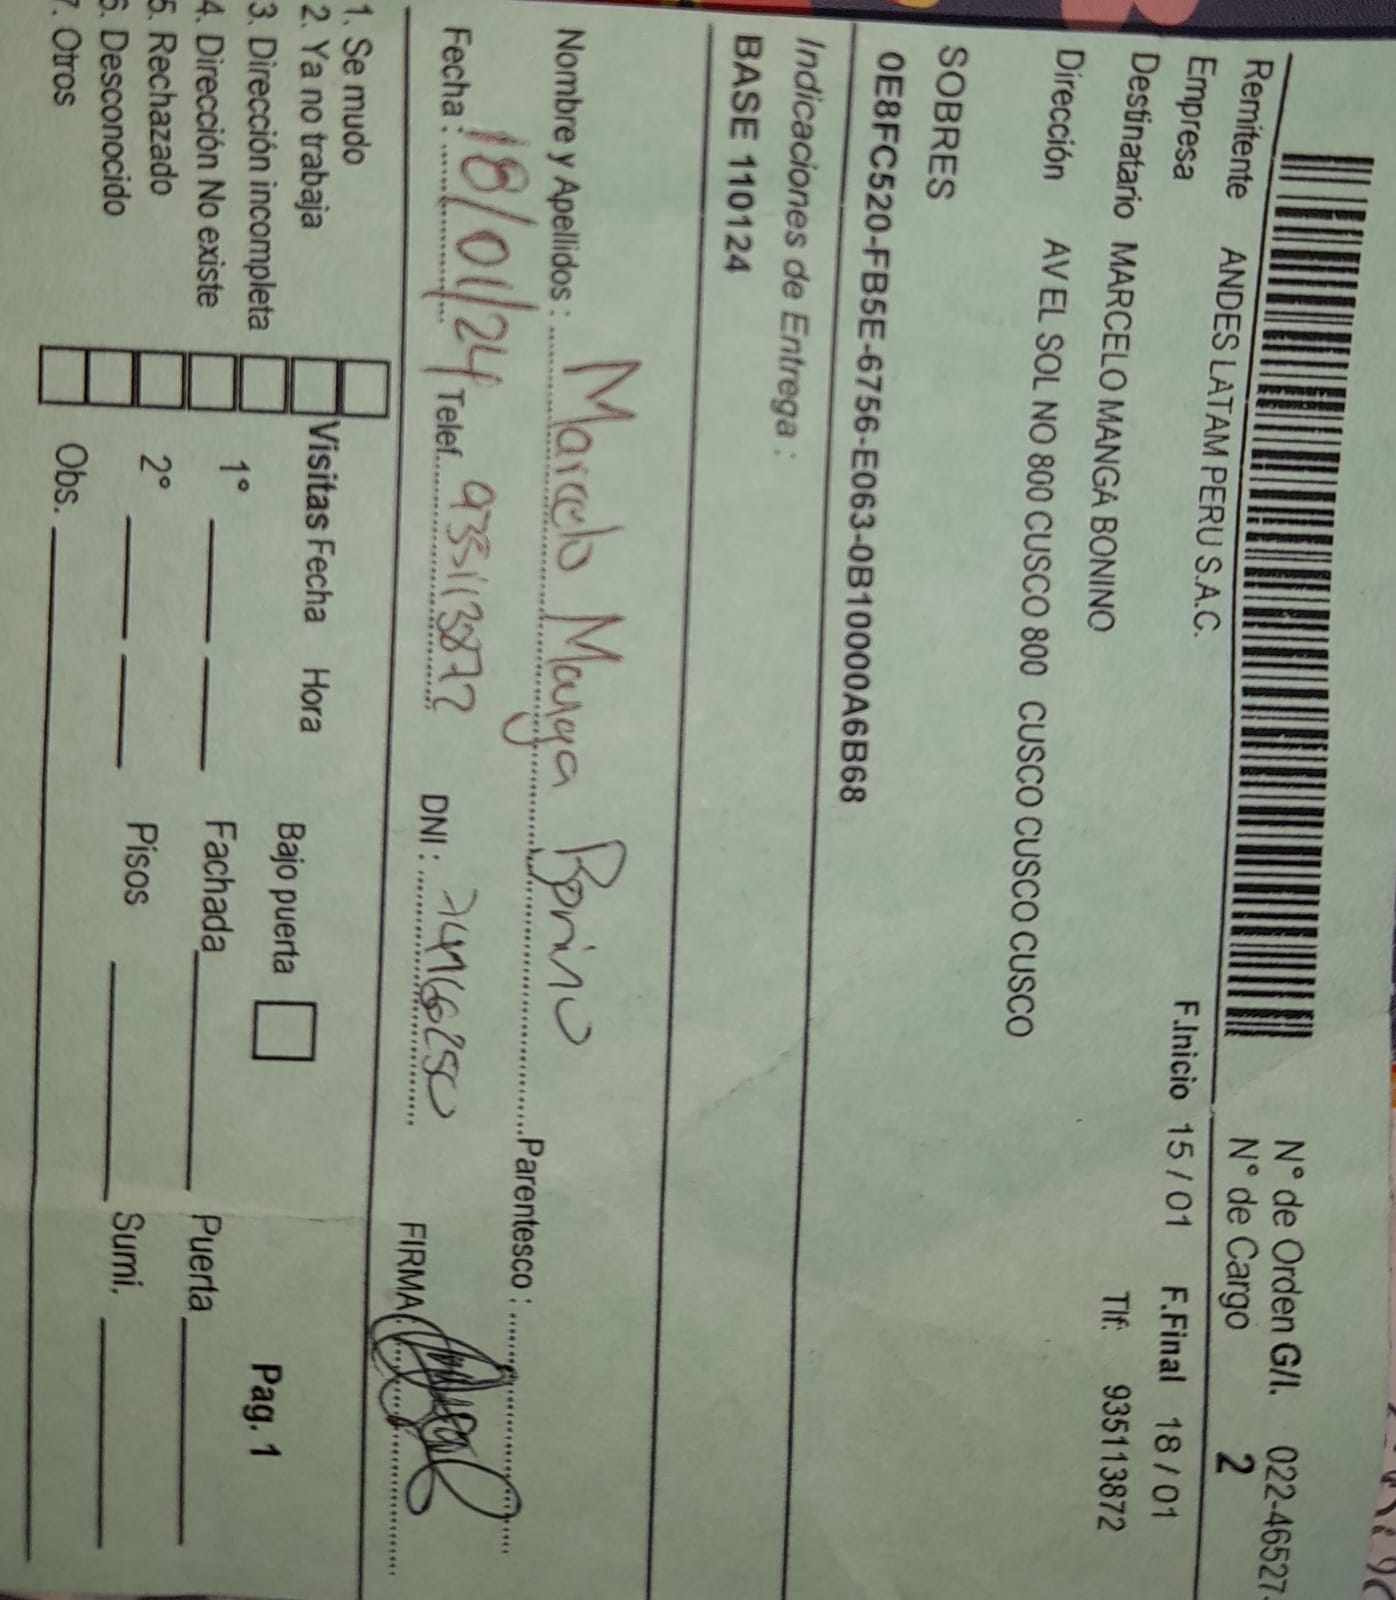 N° de Orden G/I. 022-46527
N° de Cargo 2
Remitente ANDES LATAM PERU S.A.C.
Empresa F.Inicio 15 / 01 F.Final 18 / 01
Destinatario MARCELO MANGA BONINO Tlf: 935113872
Dirección AV EL SOL NO 800 CUSCO 800 CUSCO CUSCO CUSCO CUSCO
SOBRES
0E8FC520-FB5E-6756-E063-0B10000A6B68
Indicaciones de Entrega :
BASE 110124
Nombre y Apellidos : Marcelo Manga Bonino Parentesco :
Fecha : 18/01/24 Telef. 935113872 DNI : FIRMA:
1. Se mudo
2. Ya no trabaja Visitas Fecha Hora Bajo puerta Pag. 1
3. Dirección incompleta
4. Dirección No existe 1° Fachada Puerta
5. Rechazado 2° Pisos Sumi.
6. Desconocido
7. Otros Obs.